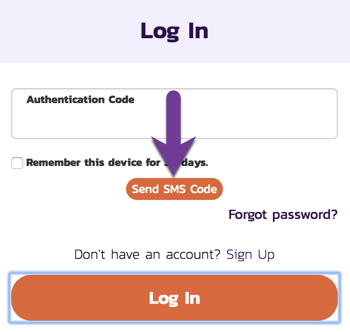 Log In
Authentication Code
Remember this device for days.
Send SMS Code
Forgot password?
Don't have an account? Sign Up
Log In